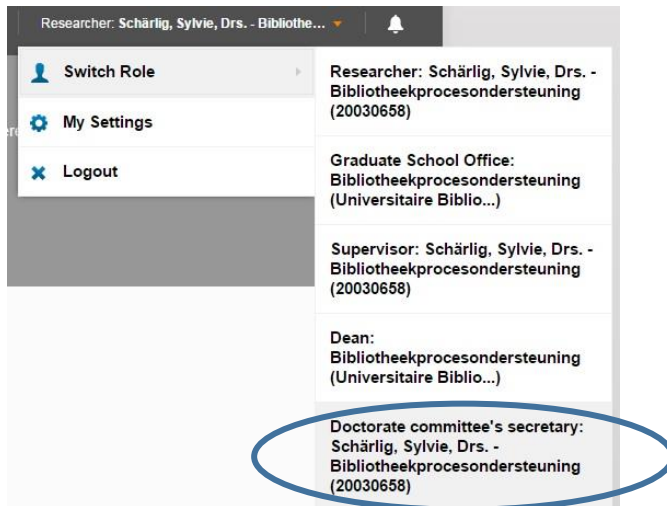 Researcher: Schärlig, Sylvie, Drs. - Bibliothe...
Switch Role
My Settings
Logout
Researcher: Schärlig, Sylvie, Drs. -
Bibliotheekprocesondersteuning
(20030658)
Graduate School Office:
Bibliotheekprocesondersteuning
(Universitaire Biblio...)
Supervisor: Schärlig, Sylvie, Drs. -
Bibliotheekprocesondersteuning
(20030658)
Dean:
Bibliotheekprocesondersteuning
(Universitaire Biblio...)
Doctorate committee's secretary:
Schärlig, Sylvie, Drs. -
Bibliotheekprocesondersteuning
(20030658)